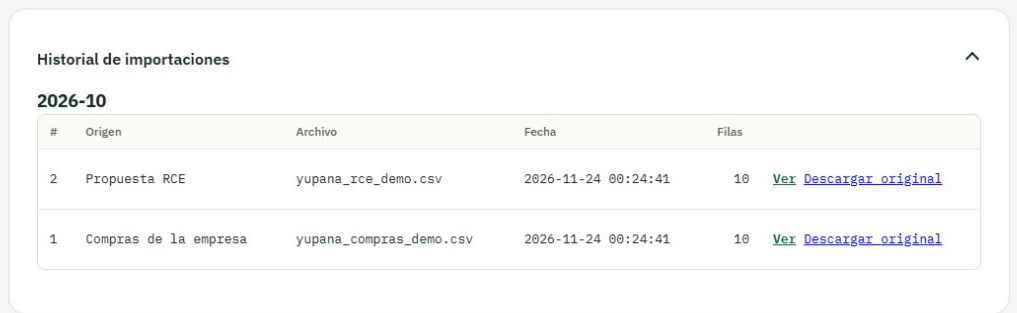 Historial de importaciones
2026-10
# Origen Archivo Fecha Filas
2 Propuesta RCE yupana_rce_demo.csv 2026-11-24 00:24:41 10 Ver Descargar original
1 Compras de la empresa yupana_compras_demo.csv 2026-11-24 00:24:41 10 Ver Descargar original